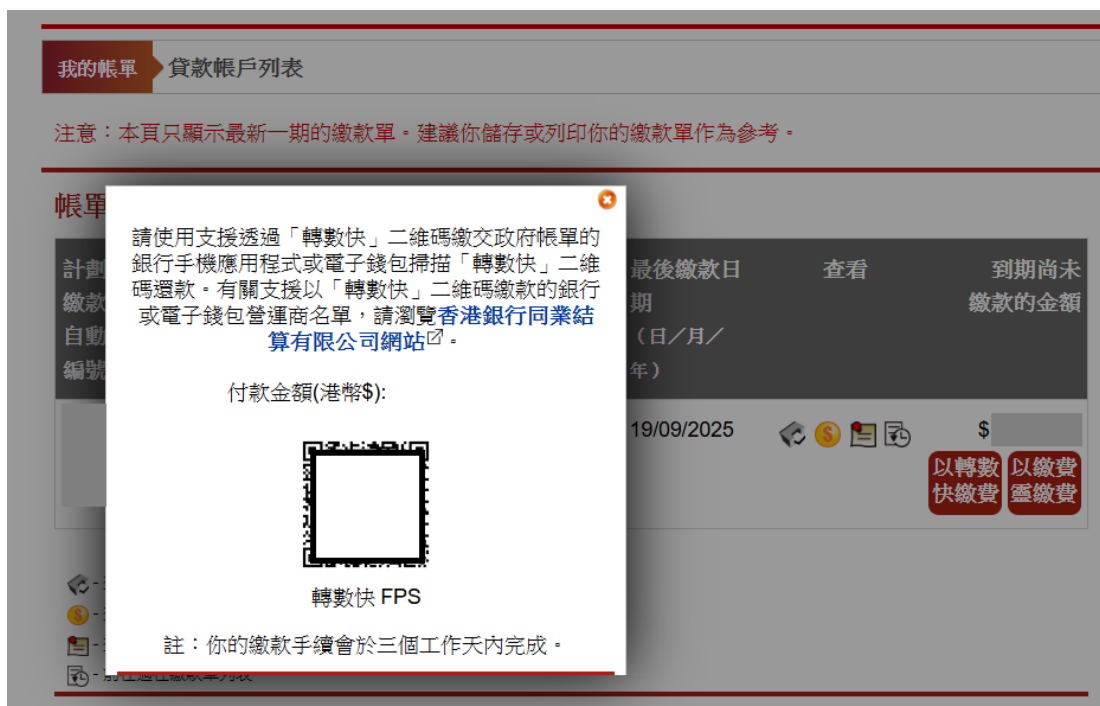 我的帳單
貸款帳戶列表
注意：本頁只顯示最新一期的繳款單。建議你儲存或列印你的繳款單作為參考。
帳單
請使用支援透過「轉數快」二維碼繳交政府帳單的
銀行手機應用程式或電子錢包掃描「轉數快」二維
碼還款。有關支援以「轉數快」二維碼繳款的銀行
或電子錢包營運商名單，請瀏覽香港銀行同業結
算有限公司網站。
付款金額(港幣$):
轉數快 FPS
註：你的繳款手續會於三個工作天內完成。
計劃
繳款
自動
編號
最後繳款日
期
（日／月／
年）
查看
到期尚未
繳款的金額
19/09/2025
$
以轉數
快繳費
以繳費
靈繳費